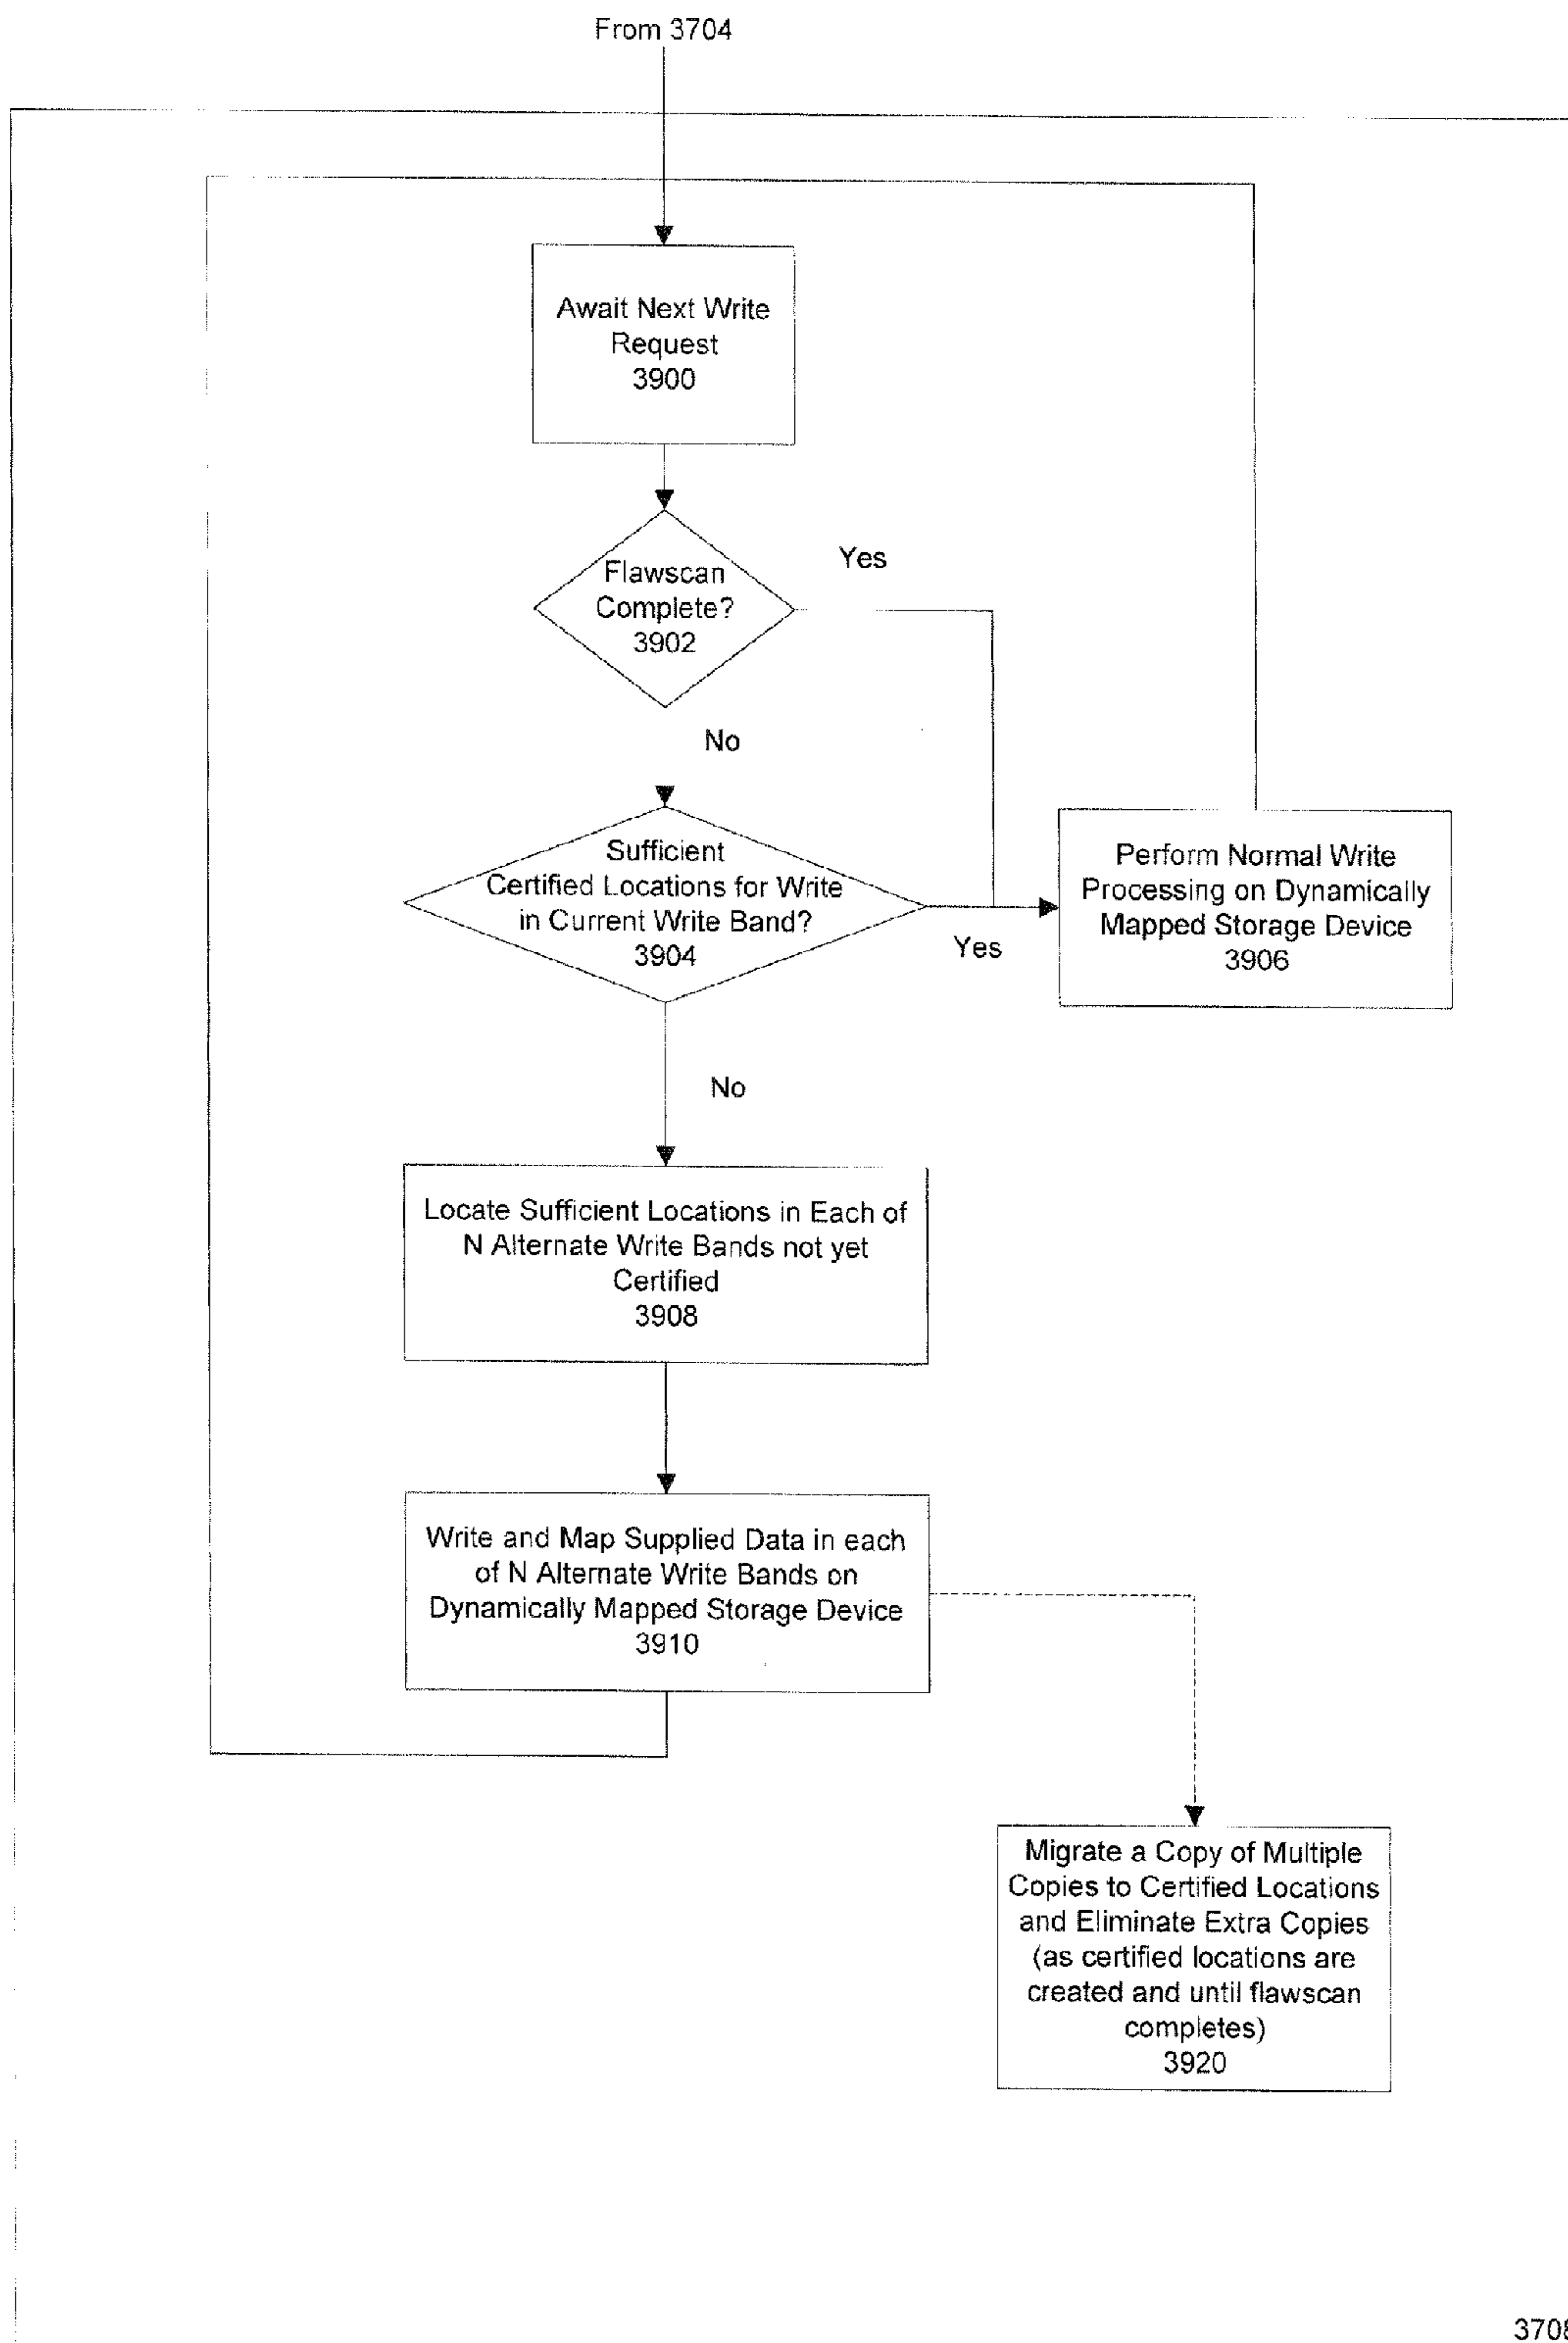 From 3704
Await Next Write
Request
3900
Flawscan
Complete?
3902
Yes
No
Sufficient
Certified Locations for Write
in Current Write Band?
3904
Yes
Perform Normal Write
Processing on Dynamically
Mapped Storage Device
3906
No
Locate Sufficient Locations in Each of
N Alternate Write Bands not yet
Certified
3908
Write and Map Supplied Data in each
of N Alternate Write Bands on
Dynamically Mapped Storage Device
3910
Migrate a Copy of Multiple
Copies to Certified Locations
and Eliminate Extra Copies
(as certified locations are
created and until flawscan
completes)
3920
3708